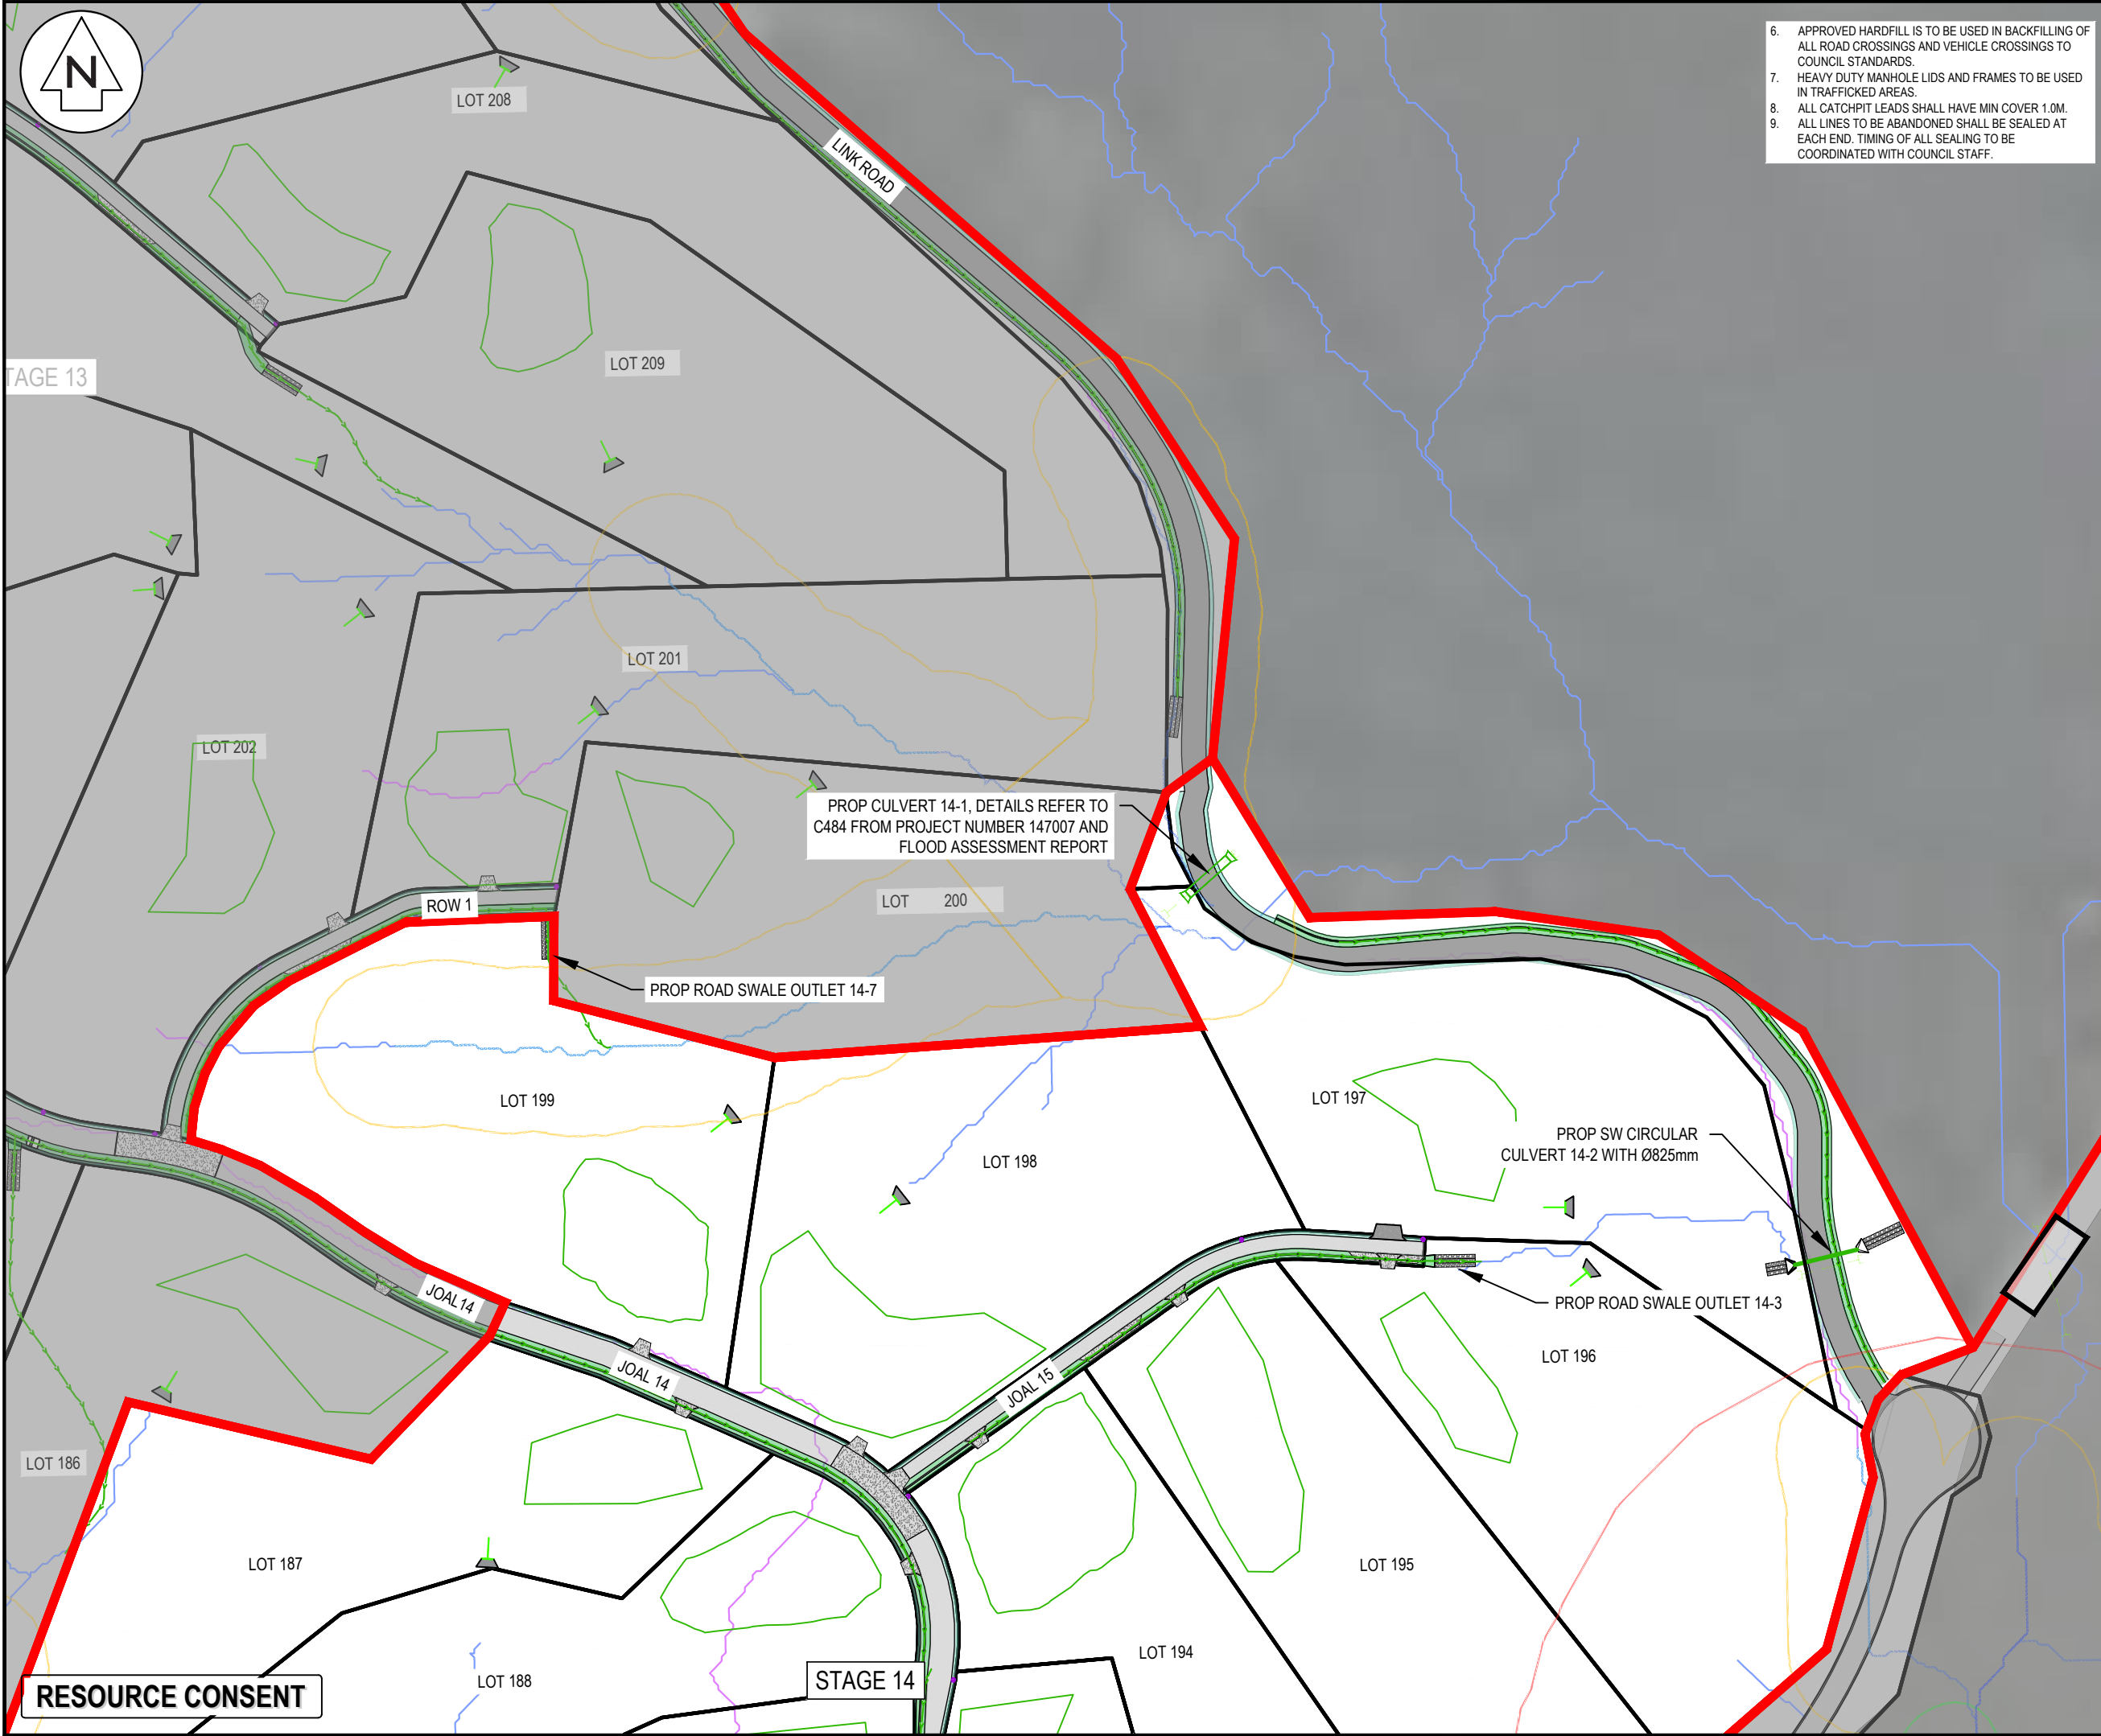 N
6. APPROVED HARDFILL IS TO BE USED IN BACKFILLING OF
ALL ROAD CROSSINGS AND VEHICLE CROSSINGS TO
COUNCIL STANDARDS.
7. HEAVY DUTY MANHOLE LIDS AND FRAMES TO BE USED
IN TRAFFICKED AREAS.
8. ALL CATCHPIT LEADS SHALL HAVE MIN COVER 1.0M.
9. ALL LINES TO BE ABANDONED SHALL BE SEALED AT
EACH END. TIMING OF ALL SEALING TO BE
COORDINATED WITH COUNCIL STAFF.
LOT 208
LINK ROAD
LOT 209
TAGE 13
LOT 201
LOT 202
PROP CULVERT 14-1, DETAILS REFER TO
C484 FROM PROJECT NUMBER 147007 AND
FLOOD ASSESSMENT REPORT
LOT 200
ROW 1
PROP ROAD SWALE OUTLET 14-7
LOT 199
LOT 197
PROP SW CIRCULAR
CULVERT 14-2 WITH Ø825mm
LOT 198
JOAL14
PROP ROAD SWALE OUTLET 14-3
LOT 196
JOAL 14
JOAL 15
LOT 186
LOT 187
LOT 195
LOT 194
LOT 188
STAGE 14
RESOURCE CONSENT